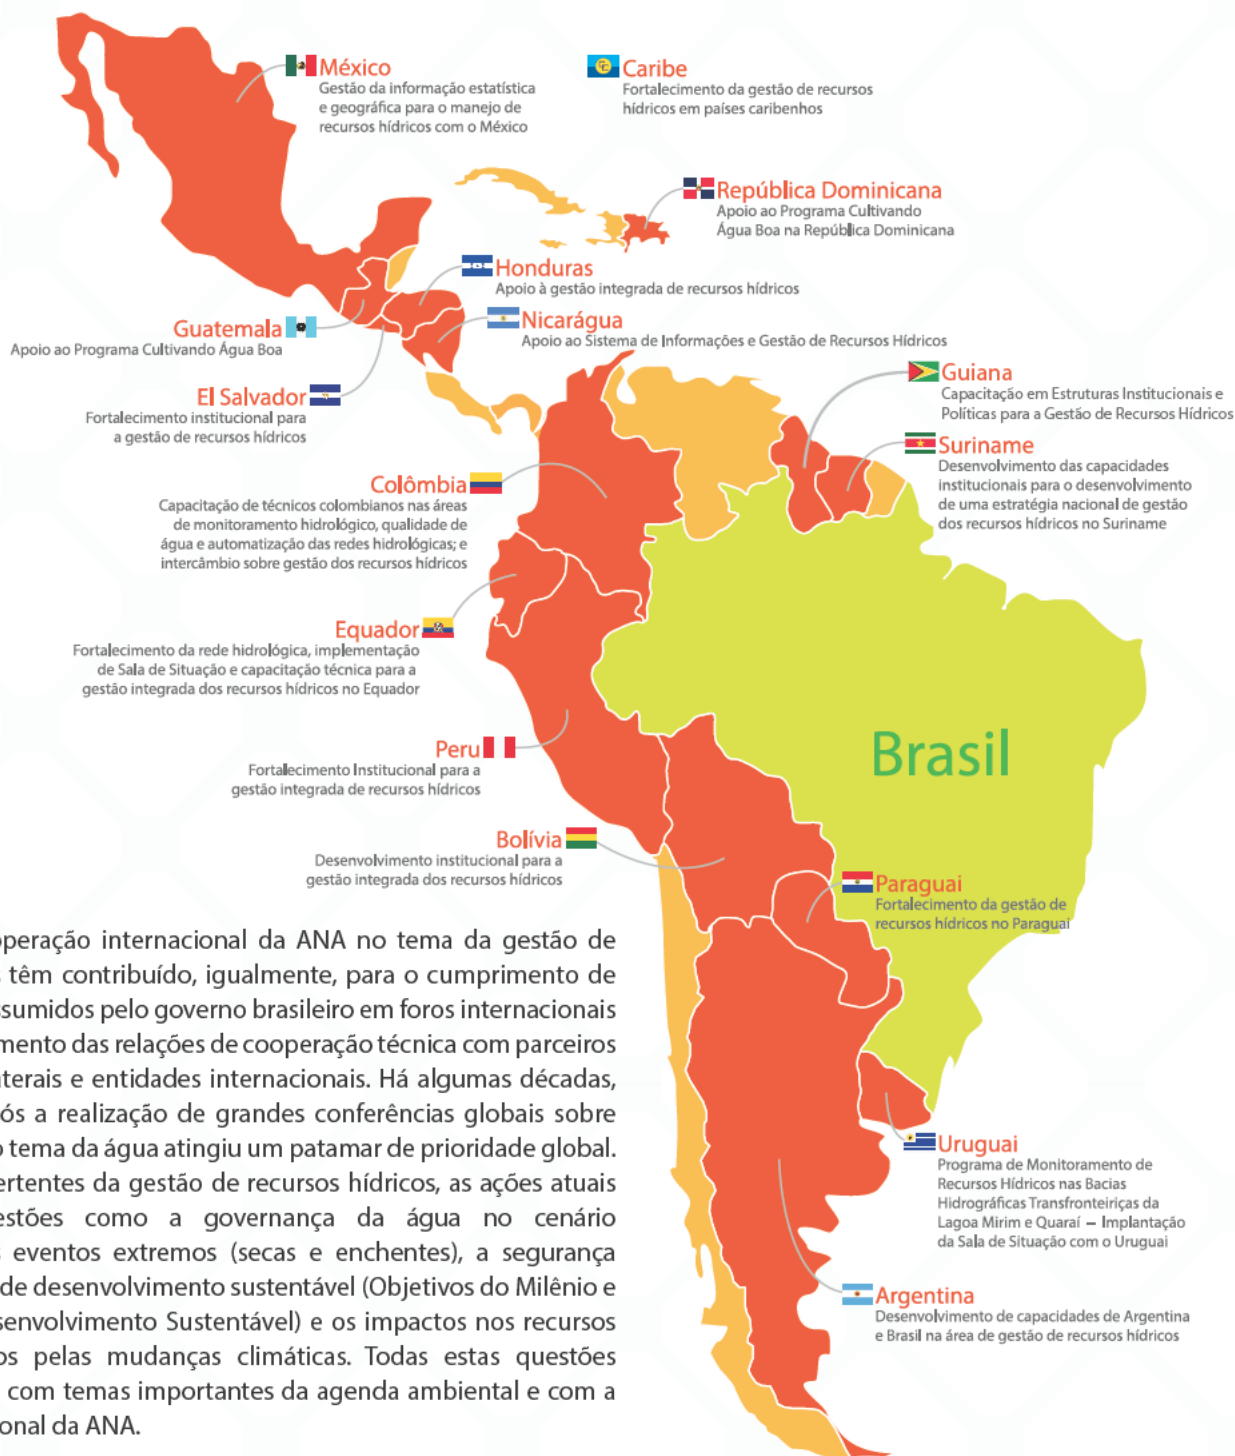 México
Gestão da informação estatística
e geográfica para o manejo de
recursos hídricos com o México
Caribe
Fortalecimento da gestão de recursos
hídricos em países caribenhos
República Dominicana
Apoio ao Programa Cultivando
Água Boa na República Dominicana
Honduras
Apoio à gestão integrada de recursos hídricos
Guatemala
Apoio ao Programa Cultivando Água Boa
Nicarágua
Apoio ao Sistema de Informações e Gestão de Recursos Hídricos
El Salvador
Fortalecimento institucional para
a gestão de recursos hídricos
Guiana
Capacitação em Estruturas Institucionais e
Políticas para a Gestão de Recursos Hídricos
Suriname
Desenvolvimento das capacidades
institucionais para o desenvolvimento
de uma estratégia nacional de gestão
dos recursos hídricos no Suriname
Colômbia
Capacitação de técnicos colombianos nas áreas
de monitoramento hidrológico, qualidade de
água e automatização das redes hidrológicas; e
intercâmbio sobre gestão dos recursos hídricos
Equador
Fortalecimento da rede hidrológica, implementação
de Sala de Situação e capacitação técnica para a
gestão integrada dos recursos hídricos no Equador
Brasil
Peru
Fortalecimento Institucional para a
gestão integrada de recursos hídricos
Bolívia
Desenvolvimento institucional para a
gestão integrada dos recursos hídricos
Paraguai
Fortalecimento da gestão de
recursos hídricos no Paraguai
operação internacional da ANA no tema da gestão de
têm contribuído, igualmente, para o cumprimento de
ssumidos pelo governo brasileiro em foros internacionais
mento das relações de cooperação técnica com parceiros
aterais e entidades internacionais. Há algumas décadas,
ós a realização de grandes conferências globais sobre
o tema da água atingiu um patamar de prioridade global.
ertentes da gestão de recursos hídricos, as ações atuais
estões como a governança da água no cenário
s eventos extremos (secas e enchentes), a segurança
de desenvolvimento sustentável (Objetivos do Milênio e
senvolvimento Sustentável) e os impactos nos recursos
os pelas mudanças climáticas. Todas estas questões
com temas importantes da agenda ambiental e com a
onal da ANA.
Uruguai
Programa de Monitoramento de
Recursos Hídricos nas Bacias
Hidrográficas Transfronteiriças da
Lagoa Mirim e Quaraí – Implantação
da Sala de Situação com o Uruguai
Argentina
Desenvolvimento de capacidades de Argentina
e Brasil na área de gestão de recursos hídricos